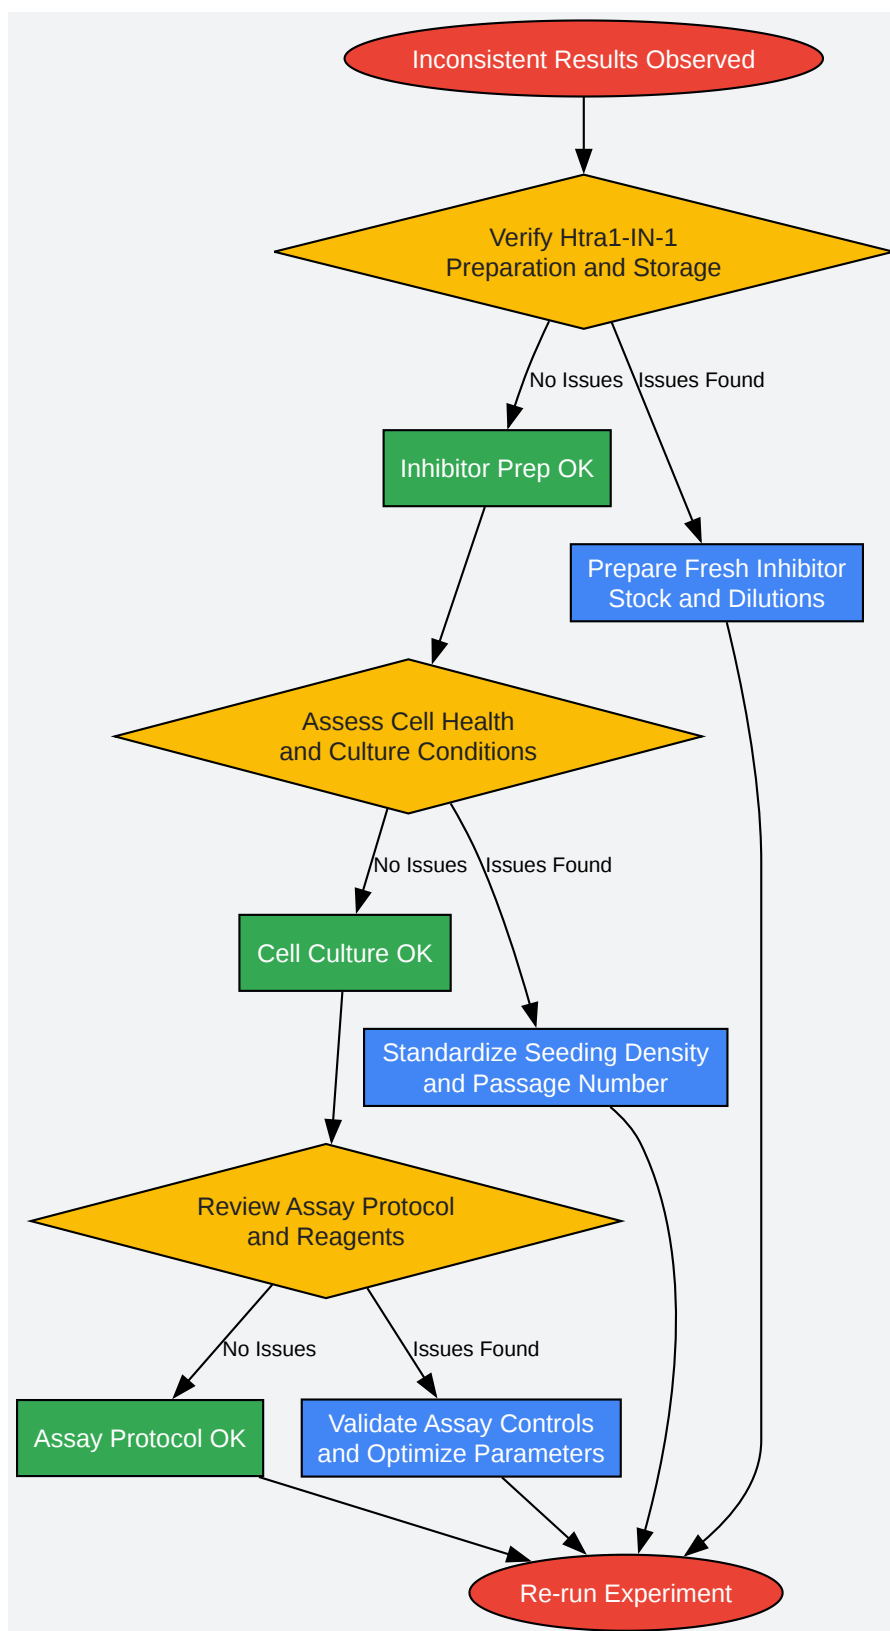 Inconsistent Results Observed
Verify Htra1-IN-1
Preparation and Storage
No Issues
Issues Found
Inhibitor Prep OK
Prepare Fresh Inhibitor
Stock and Dilutions
Assess Cell Health
and Culture Conditions
No Issues
Issues Found
Cell Culture OK
Standardize Seeding Density
and Passage Number
Review Assay Protocol
and Reagents
No Issues
Issues Found
Assay Protocol OK
Validate Assay Controls
and Optimize Parameters
Re-run Experiment